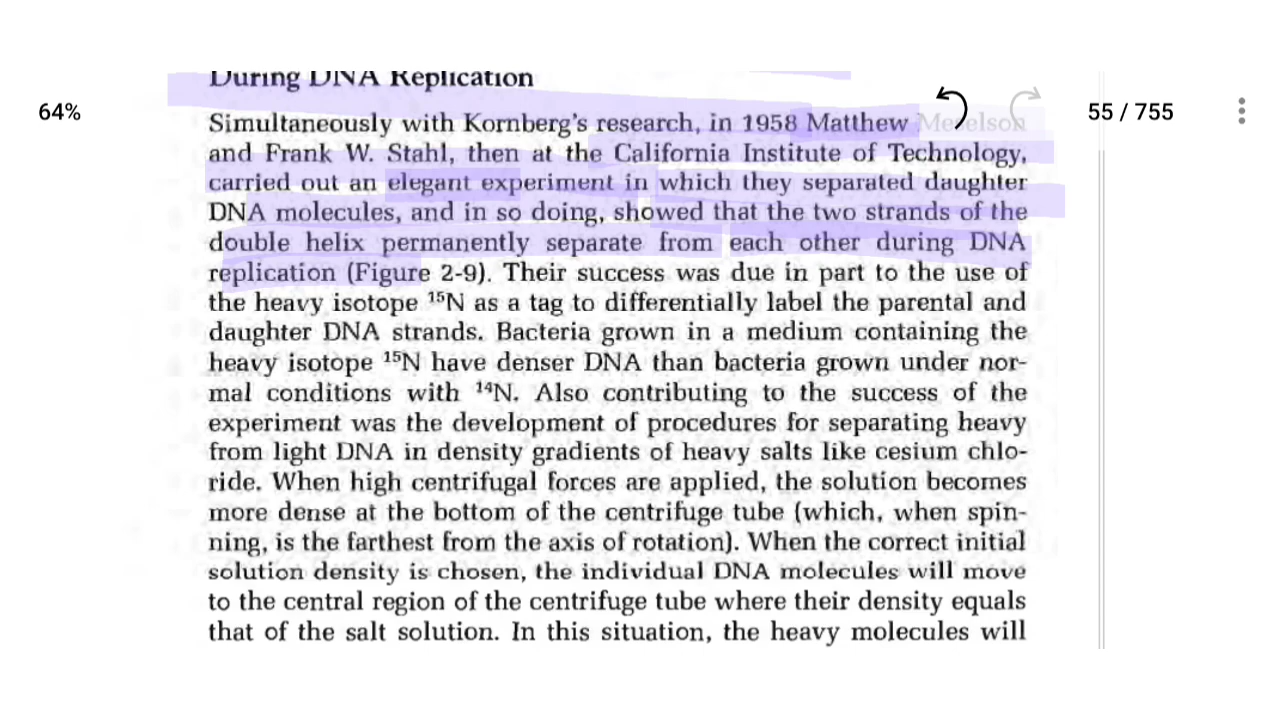 During DNA Replication
64%
55 / 755
Simultaneously with Kornberg's research, in 1958 Matthew Meselson
and Frank W. Stahl, then at the California Institute of Technology,
carried out an elegant experiment in which they separated daughter
DNA molecules, and in so doing, showed that the two strands of the
double helix permanently separate from each other during DNA
replication (Figure 2-9). Their success was due in part to the use of
the heavy isotope ¹⁵N as a tag to differentially label the parental and
daughter DNA strands. Bacteria grown in a medium containing the
heavy isotope ¹⁵N have denser DNA than bacteria grown under nor-
mal conditions with ¹⁴N. Also contributing to the success of the
experiment was the development of procedures for separating heavy
from light DNA in density gradients of heavy salts like cesium chlo-
ride. When high centrifugal forces are applied, the solution becomes
more dense at the bottom of the centrifuge tube (which, when spin-
ning, is the farthest from the axis of rotation). When the correct initial
solution density is chosen, the individual DNA molecules will move
to the central region of the centrifuge tube where their density equals
that of the salt solution. In this situation, the heavy molecules will